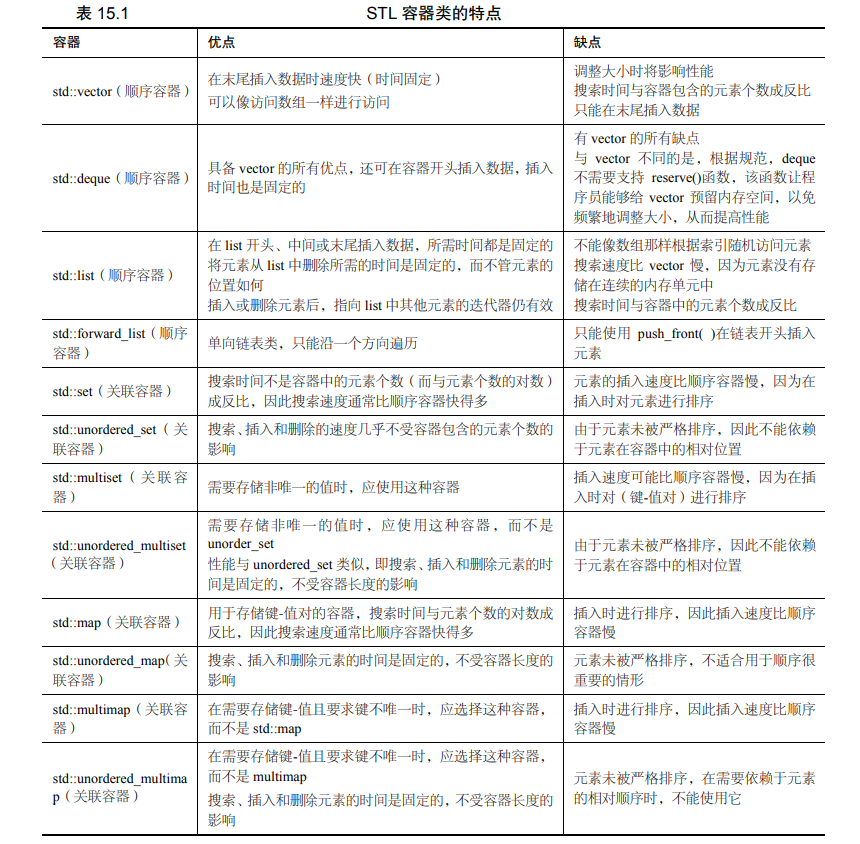 表 15.1 STL 容器类的特点
容器 优点 缺点
std::vector（顺序容器）
在末尾插入数据时速度快（时间固定）
可以像访问数组一样进行访问
调整大小时将影响性能
搜索时间与容器包含的元素个数成反比
只能在末尾插入数据
std::deque（顺序容器）
具备 vector 的所有优点，还可在容器开头插入数据，插入
时间也是固定的
有 vector 的所有缺点
与 vector 不同的是，根据规范，deque
不需要支持 reserve()函数，该函数让程
序员能够给 vector 预留内存空间，以免
频繁地调整大小，从而提高性能
std::list（顺序容器）
在 list 开头、中间或末尾插入数据，所需时间都是固定的
将元素从 list 中删除所需的时间是固定的，而不管元素的
位置如何
插入或删除元素后，指向 list 中其他元素的迭代器仍有效
不能像数组那样根据索引随机访问元素
搜索速度比 vector 慢，因为元素没有存
储在连续的内存单元中
搜索时间与容器中的元素个数成反比
std::forward_list（顺序
容器）
单向链表类，只能沿一个方向遍历
只能使用 push_front( )在链表开头插入
元素
std::set（关联容器）
搜索时间不是容器中的元素个数（而与元素个数的对数）
成反比，因此搜索速度通常比顺序容器快得多
元素的插入速度比顺序容器慢，因为在
插入时对元素进行排序
std::unordered_set（关
联容器）
搜索、插入和删除的速度几乎不受容器包含的元素个数的
影响
由于元素未被严格排序，因此不能依赖
于元素在容器中的相对位置
std::multiset（关联容
器）
需要存储非唯一的值时，应使用这种容器
插入速度可能比顺序容器慢，因为在插
入时对（键-值对）进行排序
std::unordered_multiset
（关联容器）
需要存储非唯一的值时，应使用这种容器，而不是
unorder_set
性能与 unordered_set 类似，即搜索、插入和删除元素的时
间是固定的，不受容器长度的影响
由于元素未被严格排序，因此不能依赖
于元素在容器中的相对位置
std::map（关联容器）
用于存储键-值对的容器，搜索时间与元素个数的对数成
反比，因此搜索速度通常比顺序容器快得多
插入时进行排序，因此插入速度比顺序
容器慢
std::unordered_map（关
联容器）
搜索、插入和删除元素的时间是固定的，不受容器长度的
影响
元素未被严格排序，不适合用于顺序很
重要的情形
std::multimap（关联容
器）
在需要存储键-值且要求键不唯一时，应选择这种容器，
而不是 std::map
插入时进行排序，因此插入速度比顺序
容器慢
std::unordered_multima
p（关联容器）
在需要存储键-值且要求键不唯一时，应选择这种容器，
而不是 multimap
搜索、插入和删除元素的时间是固定的，不受容器长度的
影响
元素未被严格排序，在需要依赖于元素
的相对顺序时，不能使用它